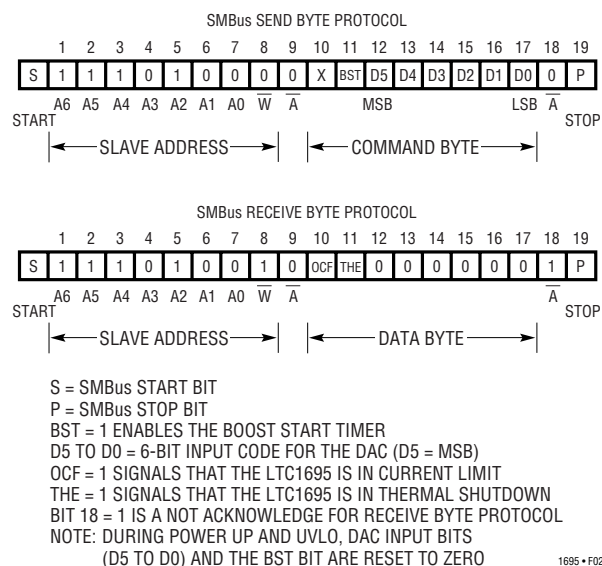 SMBus SEND BYTE PROTOCOL
1 2 3 4 5 6 7 8 9 10 11 12 13 14 15 16 17 18 19
S 1 1 1 0 1 0 0 0 0 X BST D5 D4 D3 D2 D1 D0 0 P
A6 A5 A4 A3 A2 A1 A0 W̅ A̅ MSB LSB A̅
START STOP
SLAVE ADDRESS COMMAND BYTE
SMBus RECEIVE BYTE PROTOCOL
1 2 3 4 5 6 7 8 9 10 11 12 13 14 15 16 17 18 19
S 1 1 1 0 1 0 0 1 0 OCF THE 0 0 0 0 0 0 1 P
A6 A5 A4 A3 A2 A1 A0 W̅ A̅ A̅
START STOP
SLAVE ADDRESS DATA BYTE
S = SMBus START BIT
P = SMBus STOP BIT
BST = 1 ENABLES THE BOOST START TIMER
D5 TO D0 = 6-BIT INPUT CODE FOR THE DAC (D5 = MSB)
OCF = 1 SIGNALS THAT THE LTC1695 IS IN CURRENT LIMIT
THE = 1 SIGNALS THAT THE LTC1695 IS IN THERMAL SHUTDOWN
BIT 18 = 1 IS A NOT ACKNOWLEDGE FOR RECEIVE BYTE PROTOCOL
NOTE: DURING POWER UP AND UVLO, DAC INPUT BITS
(D5 TO D0) AND THE BST BIT ARE RESET TO ZERO
1695 • F02